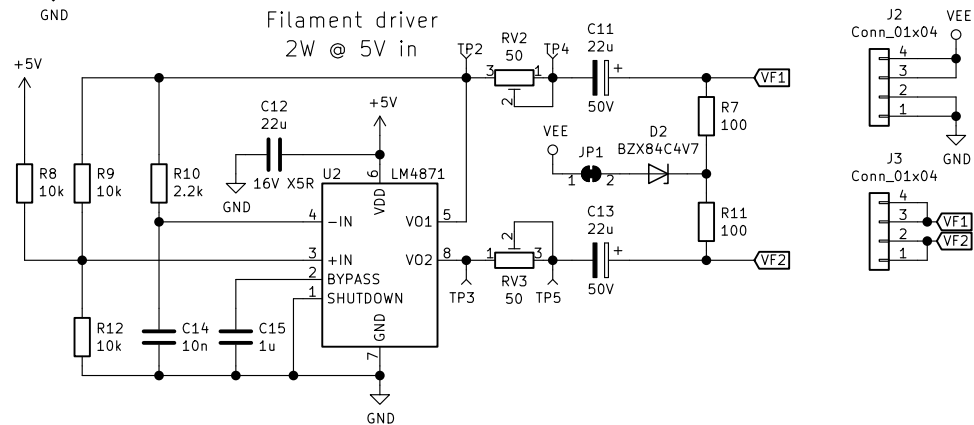 GND
Filament driver
2W @ 5V in
+5V
R8
10k
R9
10k
R10
2.2k
C12
22u
16V X5R
GND
+5V
U2
LM4871
6
VDD
4
-IN
3
+IN
2
BYPASS
1
SHUTDOWN
VO1
5
VO2
8
GND
7
R12
10k
C14
10n
C15
1u
GND
TP2
RV2
50
3
1
2
TP4
C11
22u
+
50V
VF1
R7
100
VEE
JP1
1
2
D2
BZX84C4V7
R11
100
TP3
RV3
50
1
3
2
TP5
C13
22u
+
50V
VF2
J2
Conn_01x04
4
3
2
1
VEE
GND
J3
Conn_01x04
4
3
2
1
VF1
VF2